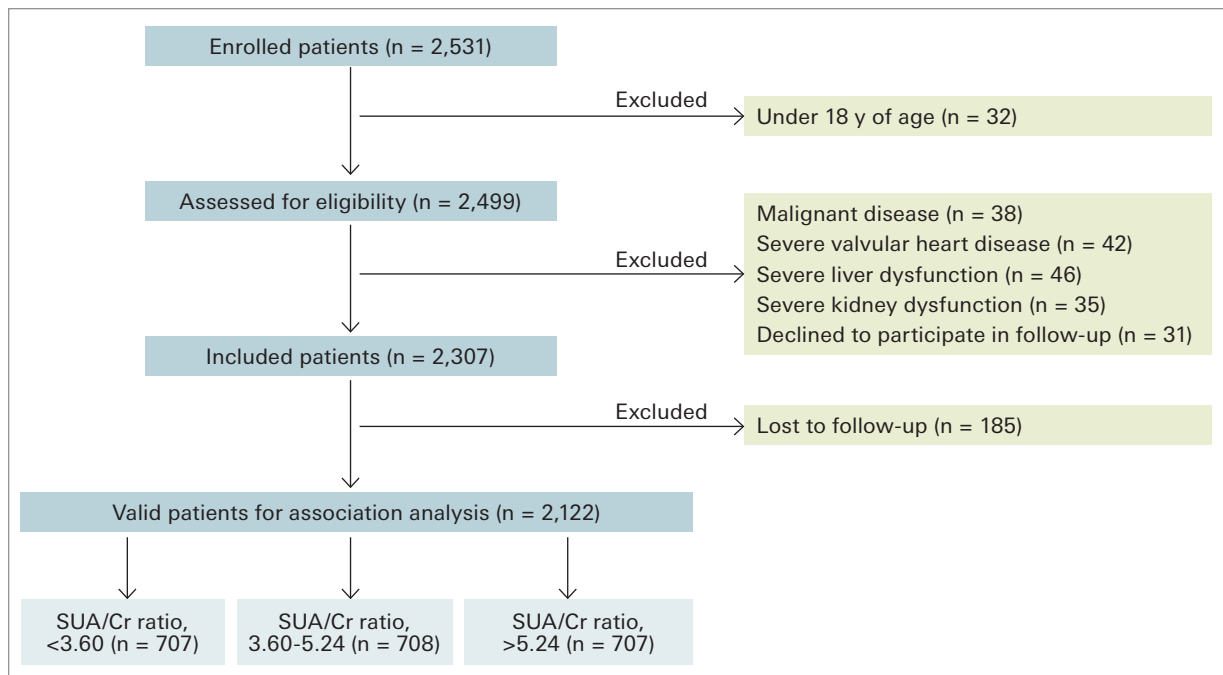 Enrolled patients (n = 2,531)
Excluded
Under 18 y of age (n = 32)
Assessed for eligibility (n = 2,499)
Excluded
Malignant disease (n = 38)
Severe valvular heart disease (n = 42)
Severe liver dysfunction (n = 46)
Severe kidney dysfunction (n = 35)
Declined to participate in follow-up (n = 31)
Included patients (n = 2,307)
Excluded
Lost to follow-up (n = 185)
Valid patients for association analysis (n = 2,122)
SUA/Cr ratio,
<3.60 (n = 707)
SUA/Cr ratio,
3.60-5.24 (n = 708)
SUA/Cr ratio,
>5.24 (n = 707)